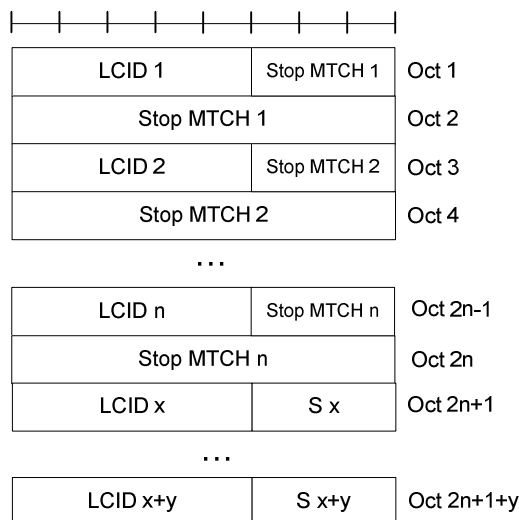 LCID 1 Stop MTCH 1 Oct 1
Stop MTCH 1 Oct 2
LCID 2 Stop MTCH 2 Oct 3
Stop MTCH 2 Oct 4
...
LCID n Stop MTCH n Oct 2n-1
Stop MTCH n Oct 2n
LCID x S x Oct 2n+1
...
LCID x+y S x+y Oct 2n+1+y